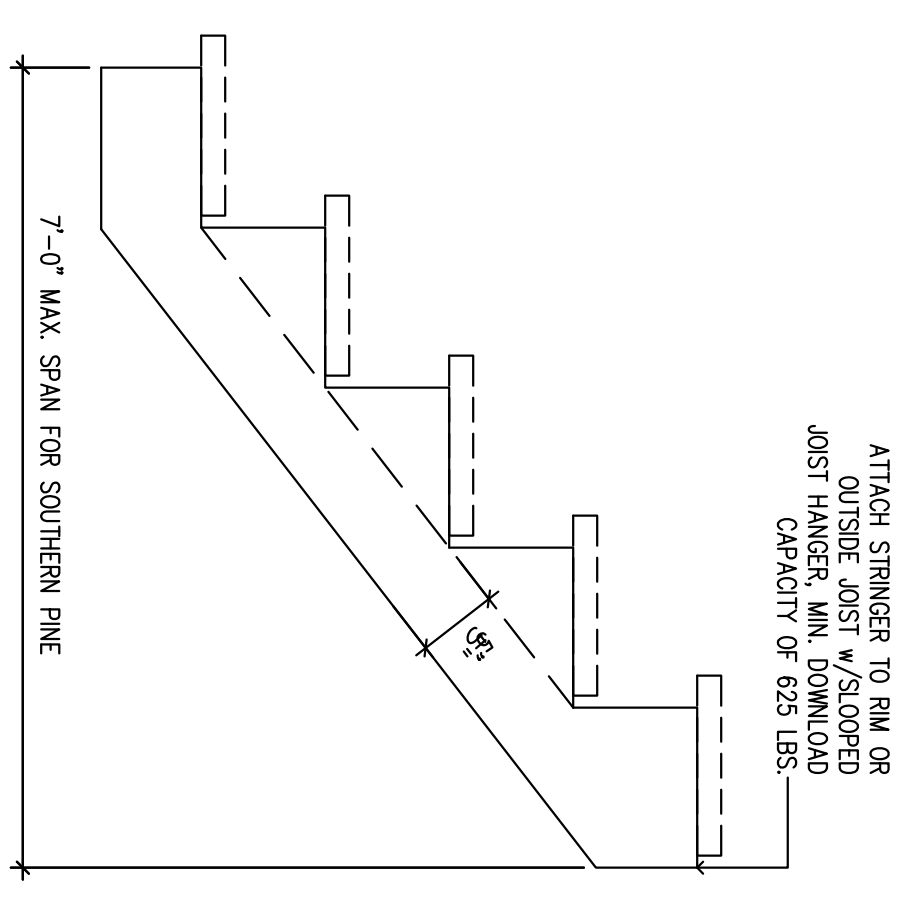 ATTACH STRINGER TO RIM OR
OUTSIDE JOIST w/SLOOPED
JOIST HANGER, MIN. DOWNLOAD
CAPACITY OF 625 LBS.
7'-0" MAX. SPAN FOR SOUTHERN PINE